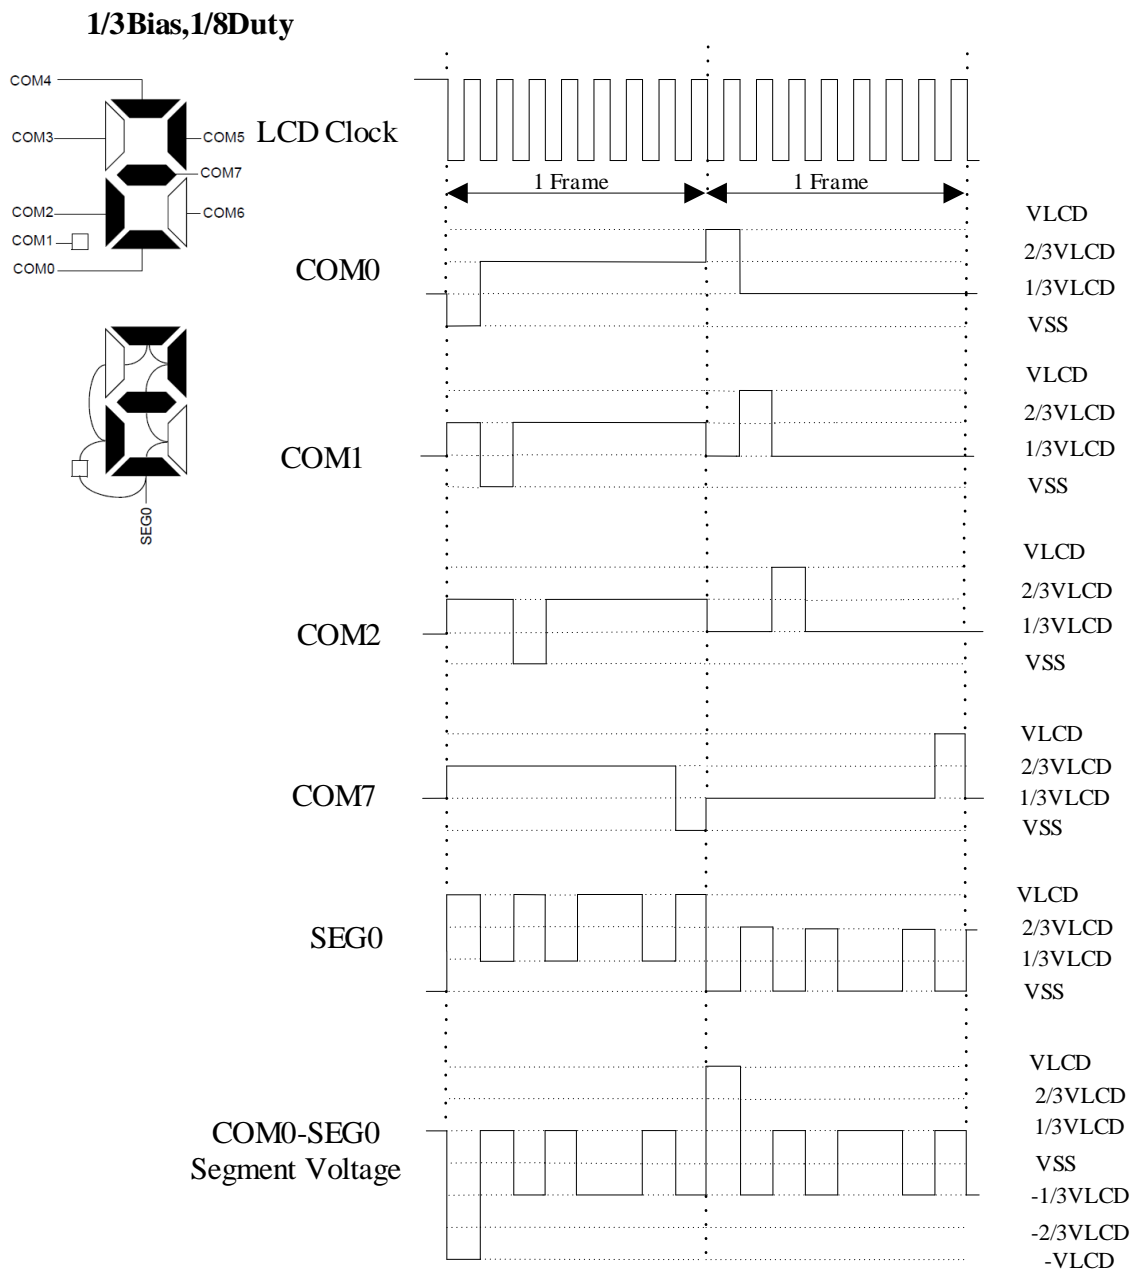 1/3Bias,1/8Duty
COM4
COM3
COM5
COM7
COM2
COM6
COM1
COM0
SEG0
LCD Clock
1 Frame
1 Frame
COM0
VLCD
2/3VLCD
1/3VLCD
VSS
COM1
VLCD
2/3VLCD
1/3VLCD
VSS
COM2
VLCD
2/3VLCD
1/3VLCD
VSS
COM7
VLCD
2/3VLCD
1/3VLCD
VSS
SEG0
VLCD
2/3VLCD
1/3VLCD
VSS
COM0-SEG0
Segment Voltage
VLCD
2/3VLCD
1/3VLCD
VSS
-1/3VLCD
-2/3VLCD
-VLCD